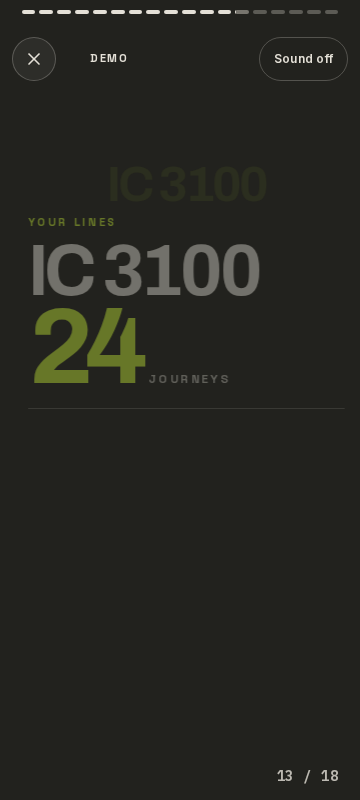 DEMO
Sound off
IC 3100
YOUR LINES
IC 3100
24 JOURNEYS
13 / 18